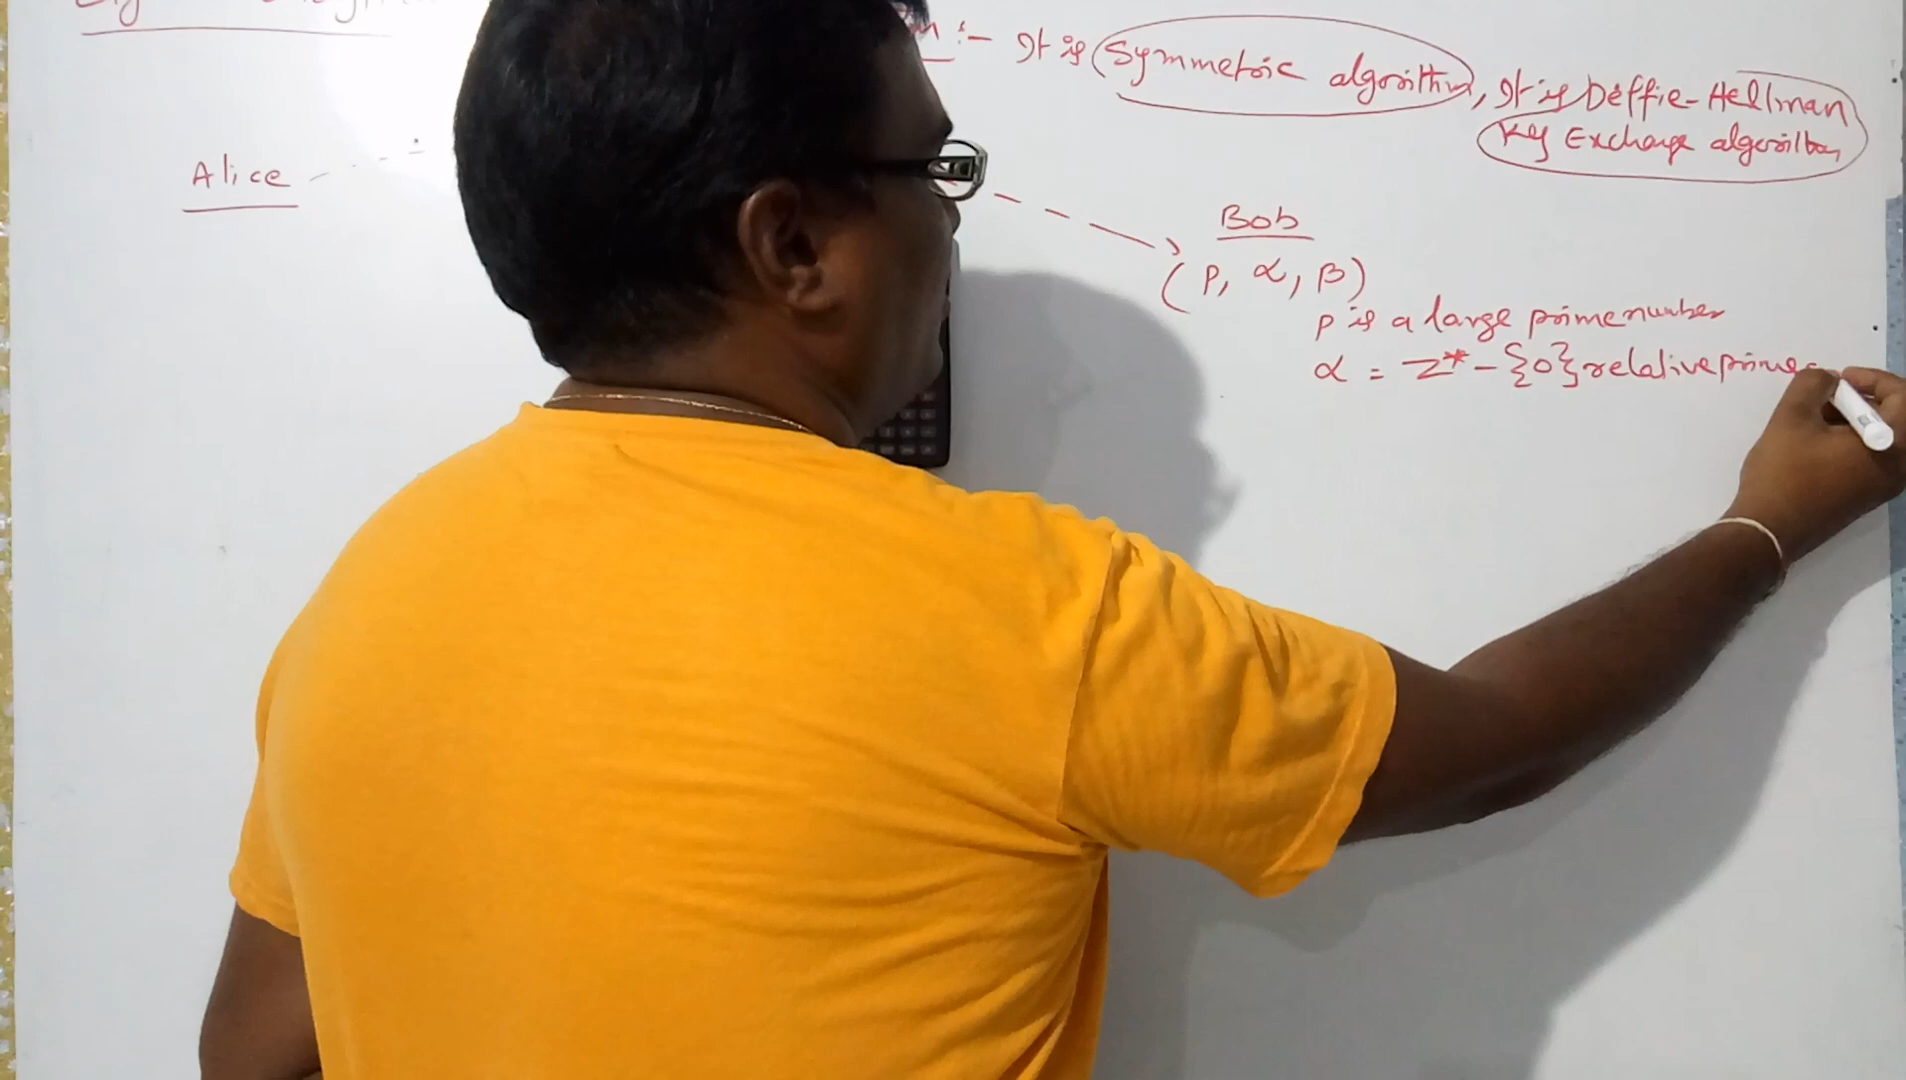 :- It is Symmetric algorithm, It is Deffie-Hellman
Key Exchange algorithm
Alice
Bob
(P, α, β)
P is a large prime number
α = Z* - {0} relative prime